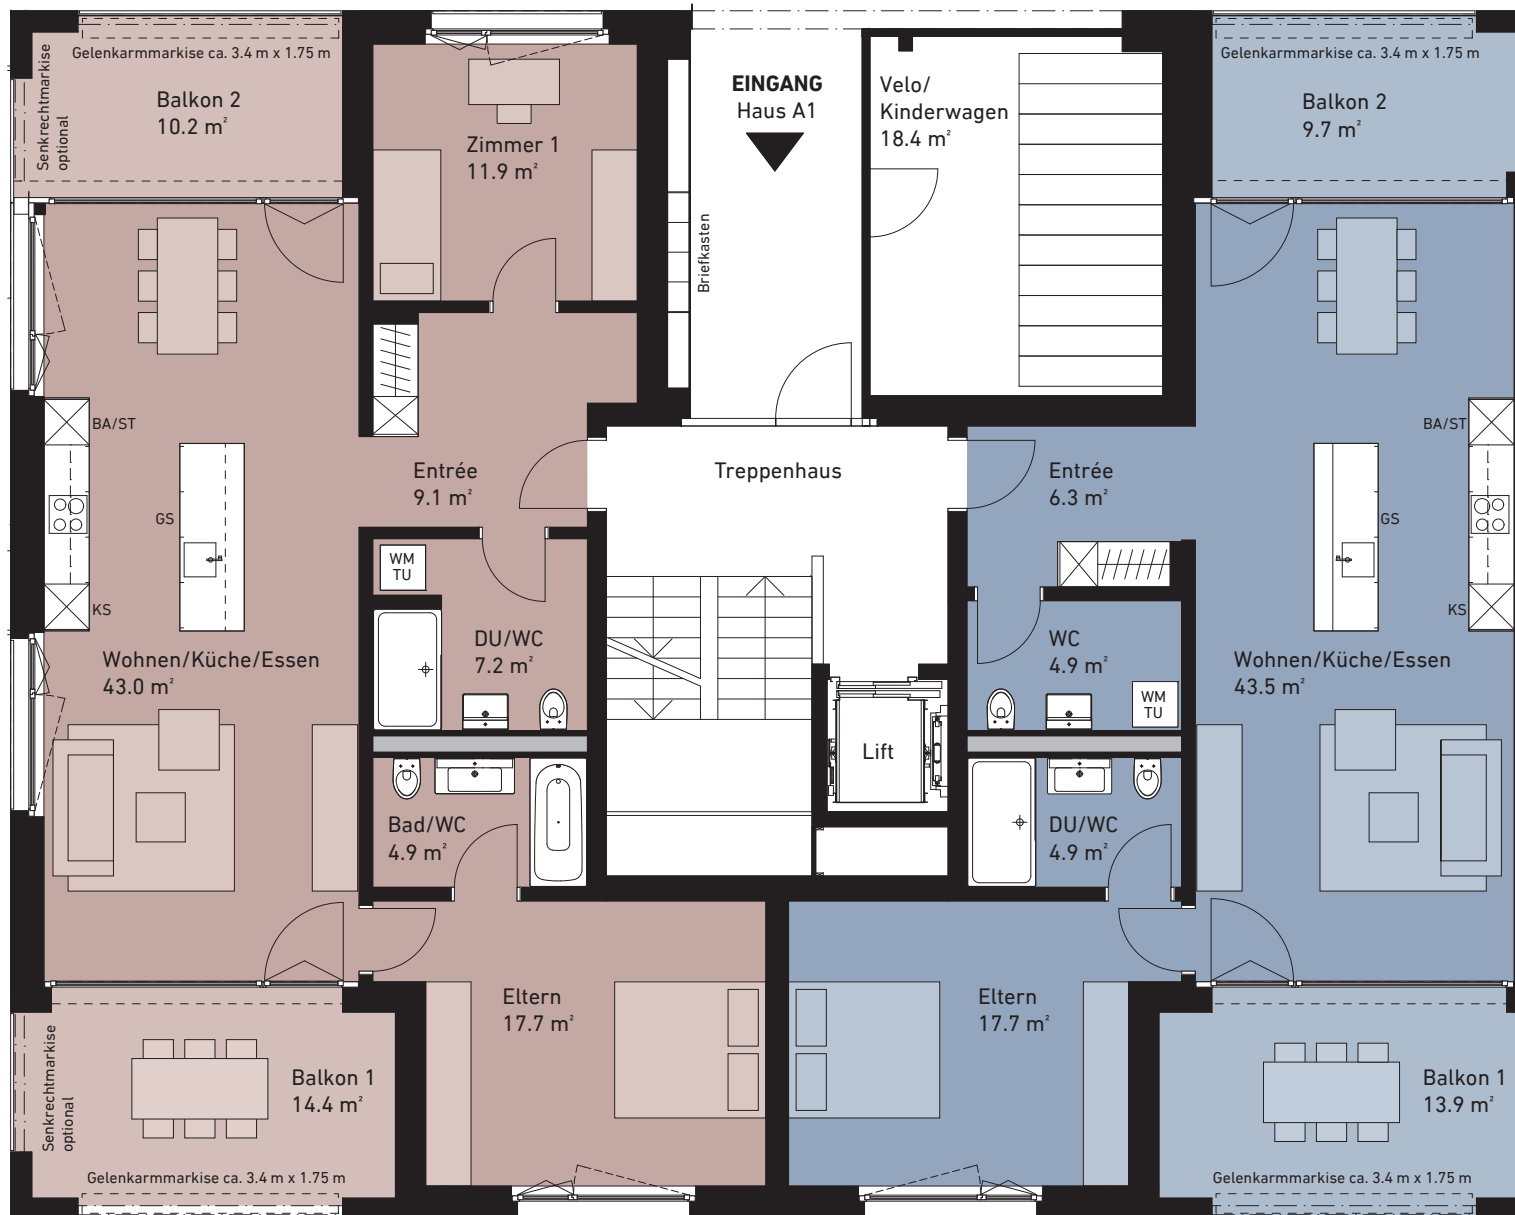 Gelenkarmmarkise ca. 3.4 m x 1.75 m
Senkrechtmarkise
optional
Balkon 2
10.2 m²
Zimmer 1
11.9 m²
EINGANG
Haus A1
Briefkasten
Velo/
Kinderwagen
18.4 m²
Gelenkarmmarkise ca. 3.4 m x 1.75 m
Balkon 2
9.7 m²
BA/ST
GS
KS
Entrée
9.1 m²
Treppenhaus
Entrée
6.3 m²
BA/ST
GS
KS
WM
TU
DU/WC
7.2 m²
Wohnen/Küche/Essen
43.0 m²
WC
4.9 m²
WM
TU
Wohnen/Küche/Essen
43.5 m²
Lift
Bad/WC
4.9 m²
DU/WC
4.9 m²
Eltern
17.7 m²
Eltern
17.7 m²
Senkrechtmarkise
optional
Balkon 1
14.4 m²
Gelenkarmmarkise ca. 3.4 m x 1.75 m
Balkon 1
13.9 m²
Gelenkarmmarkise ca. 3.4 m x 1.75 m